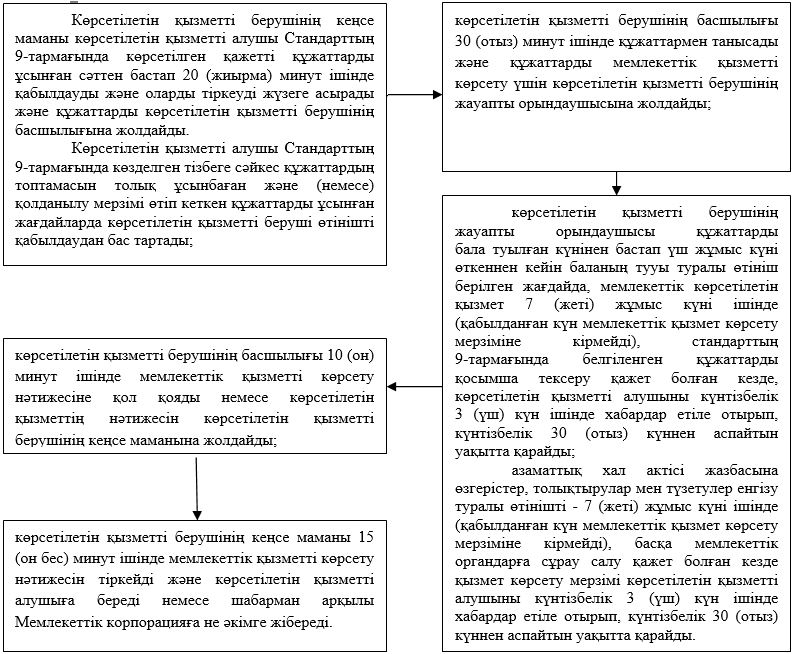 Көрсетілетін қызметті берушінің кеңсе
маманы көрсетілетін қызметті алушы Стандарттың
9-тармағында көрсетілген қажетті құжаттарды
ұсынған сәттен бастап 20 (жиырма) минут ішінде
қабылдауды және оларды тіркеуді жүзеге асырады
және құжаттарды көрсетілетін қызметті берушінің
басшылығына жолдайды.
Көрсетілетін қызметті алушы Стандарттың
9-тармағында көзделген тізбеге сәйкес құжаттардың
топтамасын толық ұсынбаған және (немесе)
қолданылу мерзімі өтіп кеткен құжаттарды ұсынған
жағдайларда көрсетілетін қызметті беруші өтінішті
қабылдаудан бас тартады;
көрсетілетін қызметті берушінің басшылығы
30 (отыз) минут ішінде құжаттармен танысады
және құжаттарды мемлекеттік қызметті
көрсету үшін көрсетілетін қызметті берушінің
жауапты орындаушысына жолдайды;
көрсетілетін қызметті берушінің
жауапты орындаушысы құжаттарды
бала туылған күнінен бастап үш жұмыс күні
өткеннен кейін баланың тууы туралы өтініш
берілген жағдайда, мемлекеттік көрсетілетін
қызмет 7 (жеті) жұмыс күні ішінде
(қабылданған күн мемлекеттік қызмет көрсету
мерзіміне кірмейді), стандарттың
9-тармағында белгіленген құжаттарды
қосымша тексеру қажет болған кезде,
көрсетілетін қызметті алушыны күнтізбелік
3 (үш) күн ішінде хабардар етіле отырып,
күнтізбелік 30 (отыз) күннен аспайтын
уақытта қарайды;
азаматтық хал актісі жазбасына
өзгерістер, толықтырулар мен түзетулер енгізу
туралы өтінішті - 7 (жеті) жұмыс күні ішінде
(қабылданған күн мемлекеттік қызмет көрсету
мерзіміне кірмейді), басқа мемлекеттік
органдарға сұрау салу қажет болған кезде
қызмет көрсету мерзімі көрсетілетін қызметті
алушыны күнтізбелік 3 (үш) күн ішінде
хабардар етіле отырып, күнтізбелік 30 (отыз)
күннен аспайтын уақытта қарайды.
көрсетілетін қызметті берушінің басшылығы 10 (он)
минут ішінде мемлекеттік қызметті көрсету
нәтижесіне қол қояды немесе көрсетілетін
қызметтің нәтижесін көрсетілетін қызметті
берушінің кеңсе маманына жолдайды;
көрсетілетін қызметті берушінің кеңсе маманы 15
(он бес) минут ішінде мемлекеттік қызметті көрсету
нәтижесін тіркейді және көрсетілетін қызметті
алушыға береді немесе шабарман арқылы
Мемлекеттік корпорацияға не әкімге жібереді.